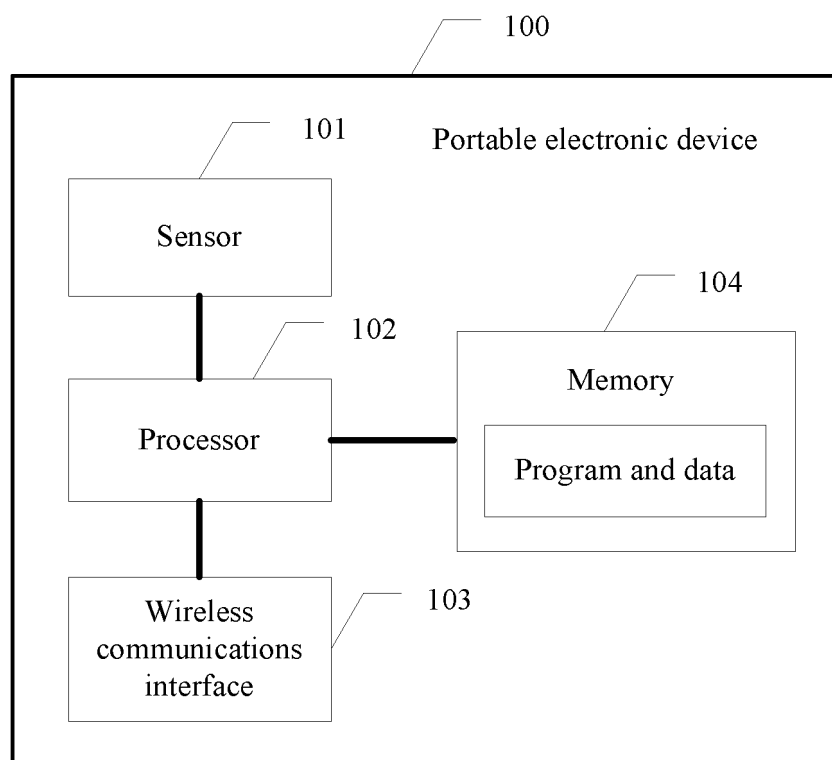 100
101
Portable electronic device
Sensor
104
102
Memory
Processor
Program and data
103
Wireless
communications
interface